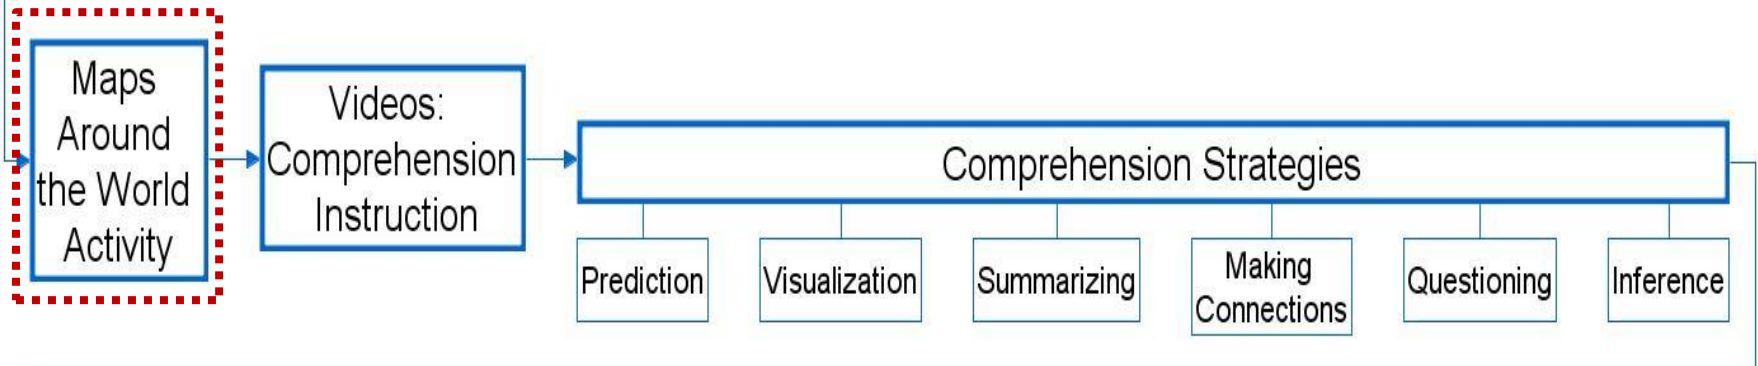 Maps
Around
the World
Activity
Videos:
Comprehension
Instruction
Comprehension Strategies
Prediction
Visualization
Summarizing
Making
Connections
Questioning
Inference